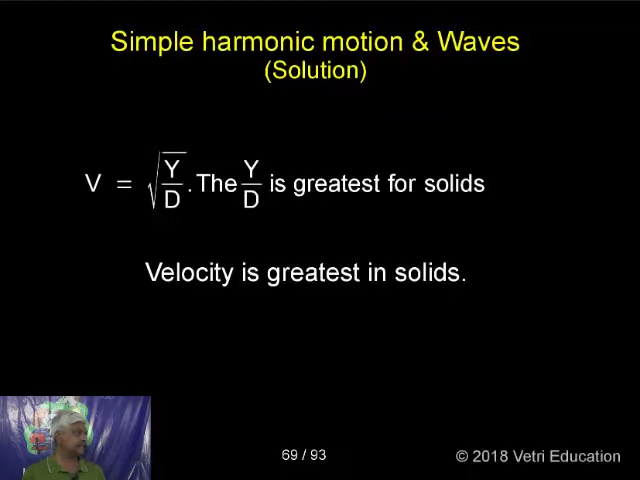 Simple harmonic motion & Waves
(Solution)
V = √(Y/D). The Y/D is greatest for solids
Velocity is greatest in solids.
69 / 93
© 2018 Vetri Education